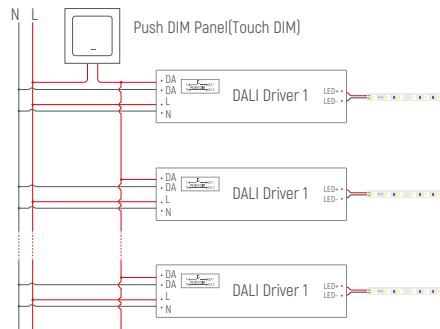 N L
Push DIM Panel(Touch DIM)
DA
DA
L
N
DALI Driver 1
LED+
LED-
DA
DA
L
N
DALI Driver 1
LED+
LED-
DA
DA
L
N
DALI Driver 1
LED+
LED-